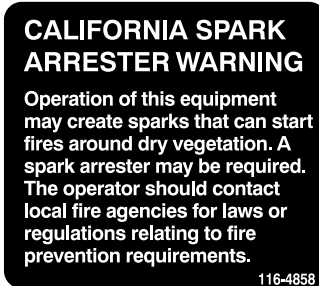 CALIFORNIA SPARK
ARRESTER WARNING
Operation of this equipment
may create sparks that can start
fires around dry vegetation. A
spark arrester may be required.
The operator should contact
local fire agencies for laws or
regulations relating to fire
prevention requirements.
116-4858